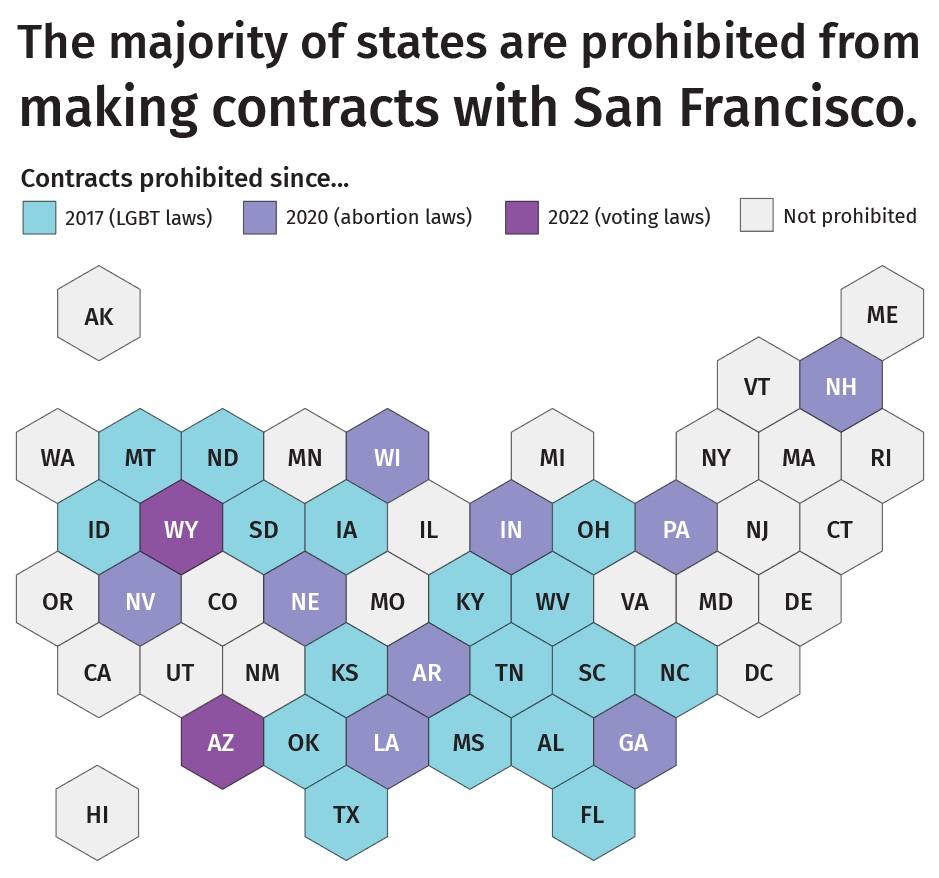 The majority of states are prohibited from
making contracts with San Francisco.
Contracts prohibited since...
2017 (LGBT laws) 2020 (abortion laws) 2022 (voting laws) Not prohibited
AK ME
VT NH
WA MT ND MN WI MI NY MA RI
ID WY SD IA IL IN OH PA NJ CT
OR NV CO NE MO KY WV VA MD DE
CA UT NM KS AR TN SC NC DC
AZ OK LA MS AL GA
HI TX FL